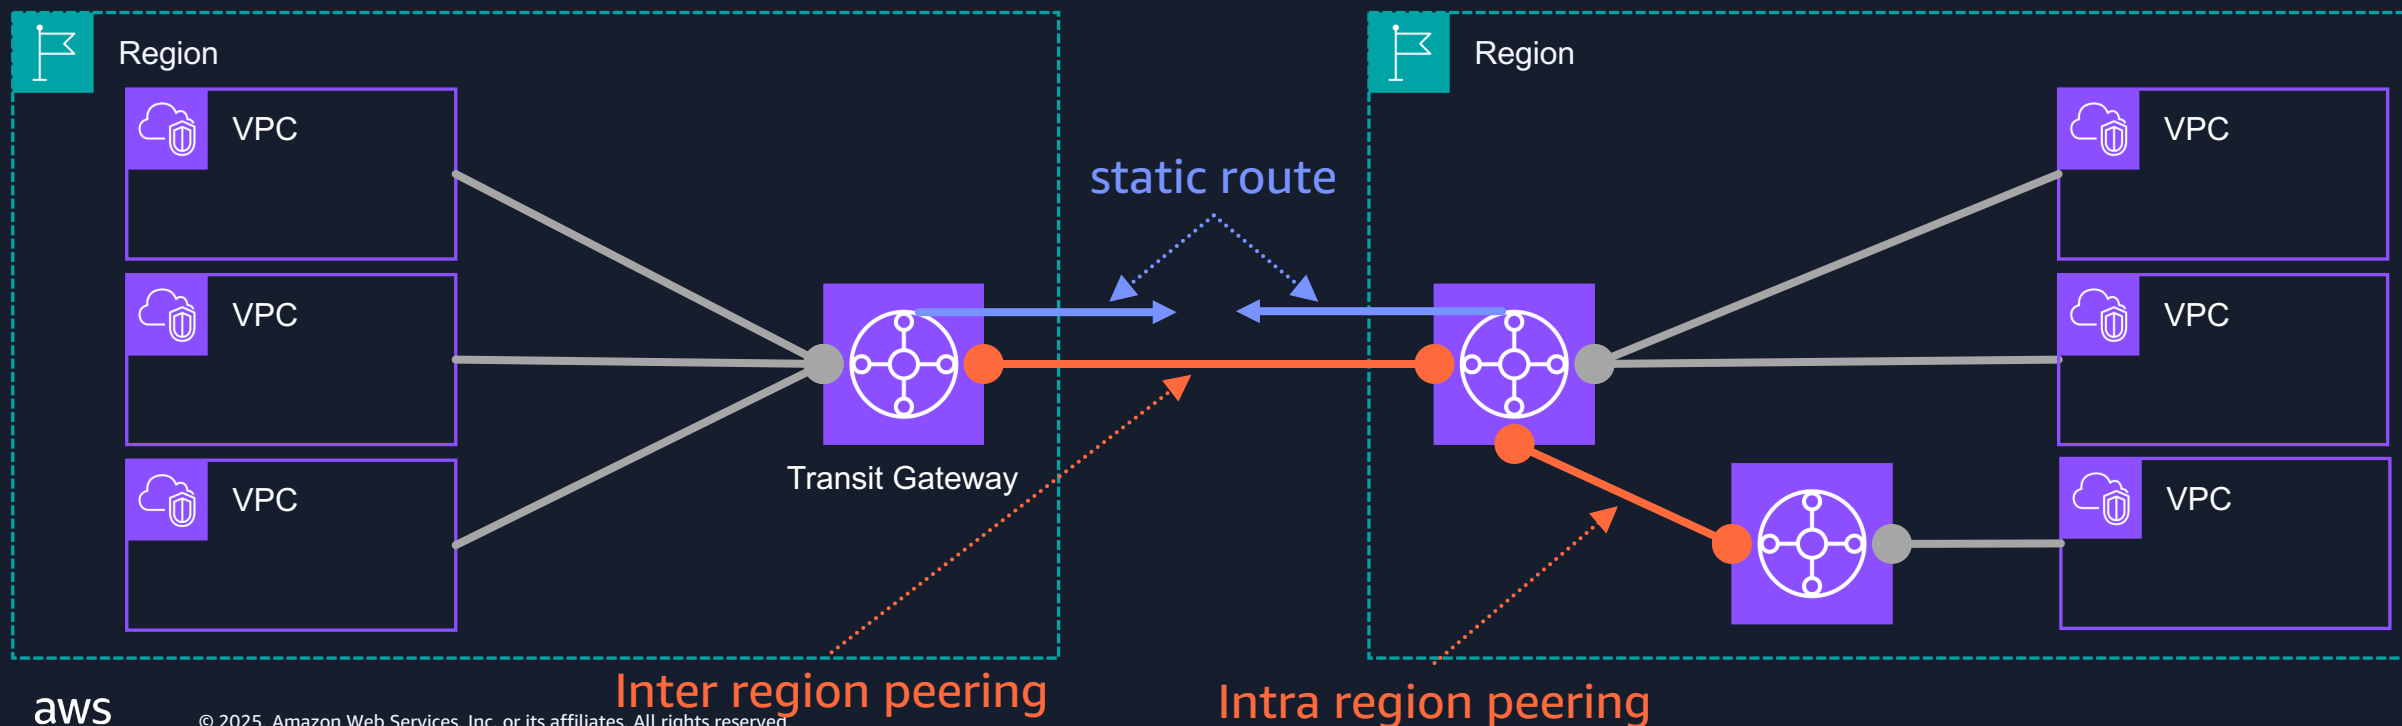 Region
VPC
VPC
VPC
Transit Gateway
static route
Region
VPC
VPC
VPC
Inter region peering
Intra region peering
aws
© 2025, Amazon Web Services, Inc. or its affiliates. All rights reserved.